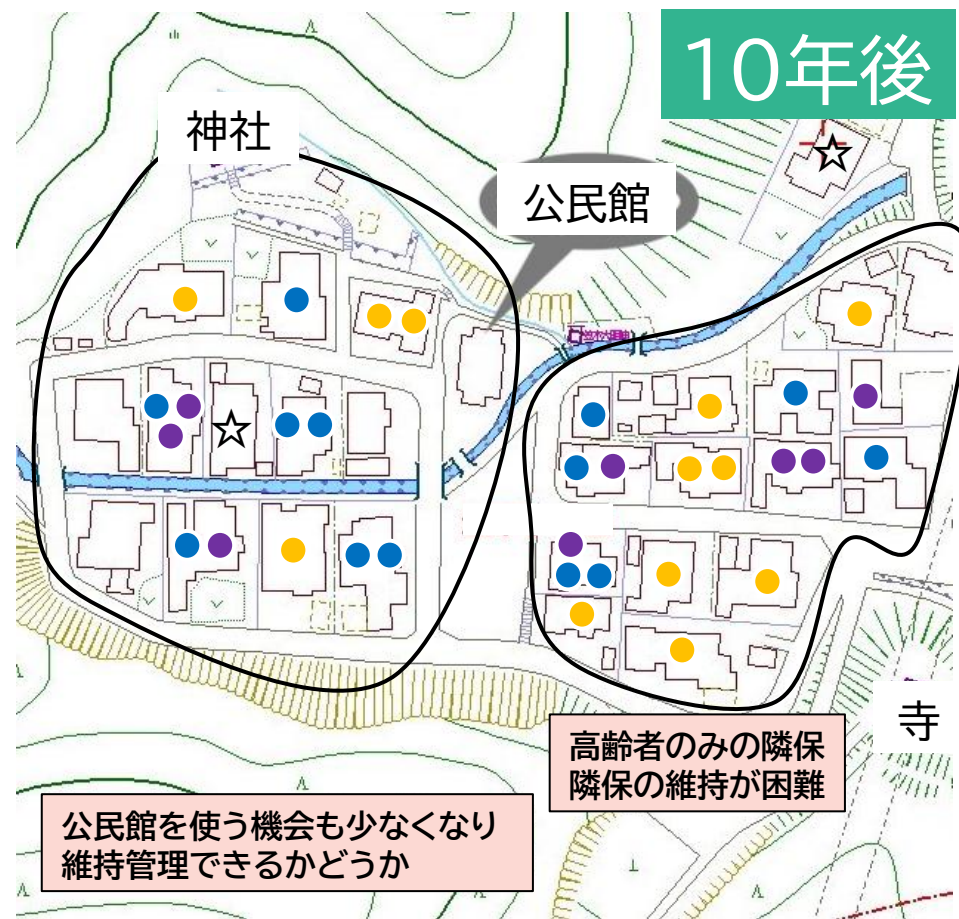 10年後
神社
公民館
寺
高齢者のみの隣保
隣保の維持が困難
公民館を使う機会も少なくなり
維持管理できるかどうか